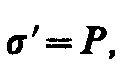 σ′ = P,